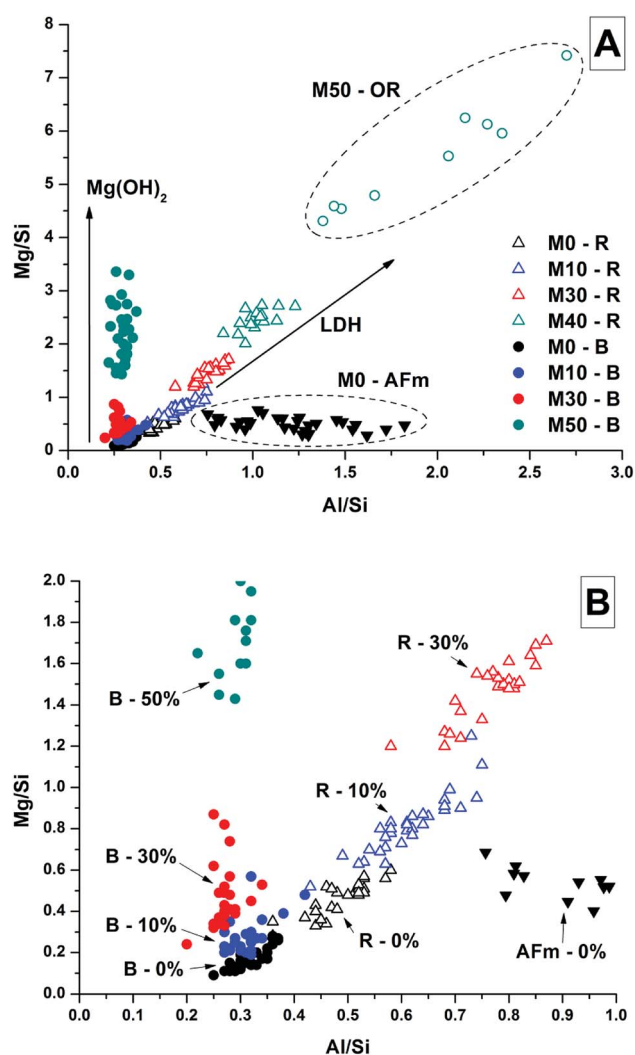 A
8
7
6
5
4
3
2
1
0
Mg/Si
0.0 0.5 1.0 1.5 2.0 2.5 3.0
Al/Si
M50 - OR
Mg(OH)2
LDH
M0 - AFm
M0 - R
M10 - R
M30 - R
M40 - R
M0 - B
M10 - B
M30 - B
M50 - B
B
2.0
1.8
1.6
1.4
1.2
1.0
0.8
0.6
0.4
0.2
0.0
Mg/Si
0.0 0.1 0.2 0.3 0.4 0.5 0.6 0.7 0.8 0.9 1.0
Al/Si
B - 50%
R - 30%
R - 10%
B - 30%
B - 10%
B - 0%
R - 0%
AFm - 0%